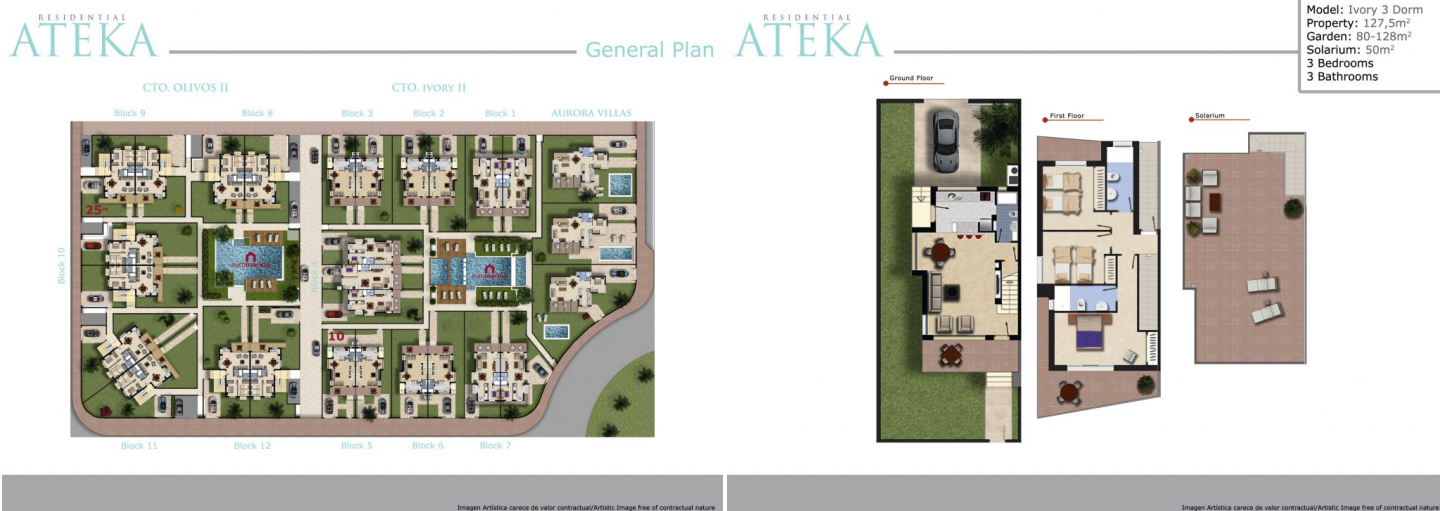 RESIDENTIAL
ATEKA
General Plan
CTO. OLIVOS II
CTO. IVORY II
Block 9
Block 8
Block 3
Block 2
Block 1
AURORA VILLAS
25
Block 10
Block 4
10
Block 11
Block 12
Block 5
Block 6
Block 7
Imagen Artística carece de valor contractual/Artistic Image free of contractual nature
RESIDENTIAL
ATEKA
Model: Ivory 3 Dorm
Property: 127,5m²
Garden: 80-128m²
Solarium: 50m²
3 Bedrooms
3 Bathrooms
Ground Floor
First Floor
Solarium
Imagen Artística carece de valor contractual/Artistic Image free of contractual nature